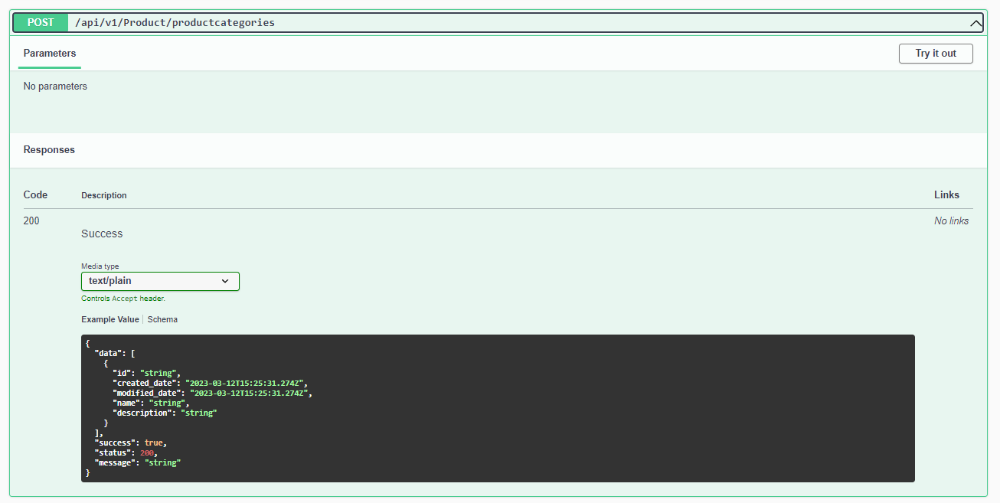 POST /api/v1/Product/productcategories
Parameters Try it out
No parameters
Responses
Code Description Links
200 No links
Success
Media type
text/plain
Controls Accept header.
Example Value Schema
{
  "data": [
    {
      "id": "string",
      "created_date": "2023-03-12T15:25:31.274Z",
      "modified_date": "2023-03-12T15:25:31.274Z",
      "name": "string",
      "description": "string"
    }
  ],
  "success": true,
  "status": 200,
  "message": "string"
}